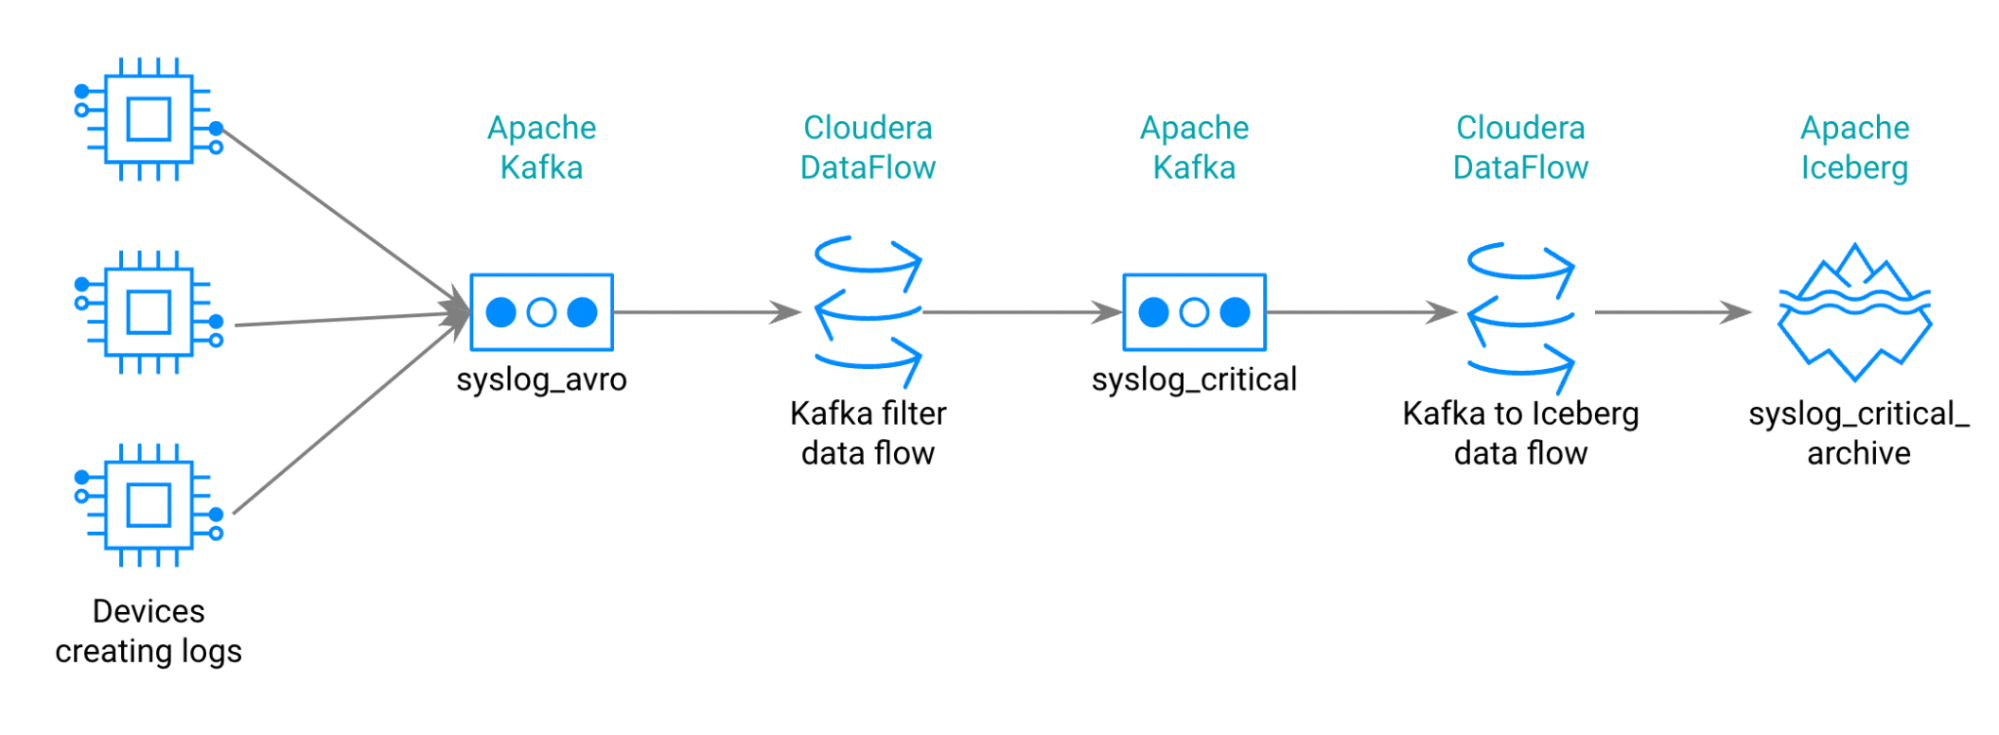 Apache
Kafka
Cloudera
DataFlow
Apache
Kafka
Cloudera
DataFlow
Apache
Iceberg
syslog_avro
Kafka filter
data flow
syslog_critical
Kafka to Iceberg
data flow
syslog_critical_
archive
Devices
creating logs